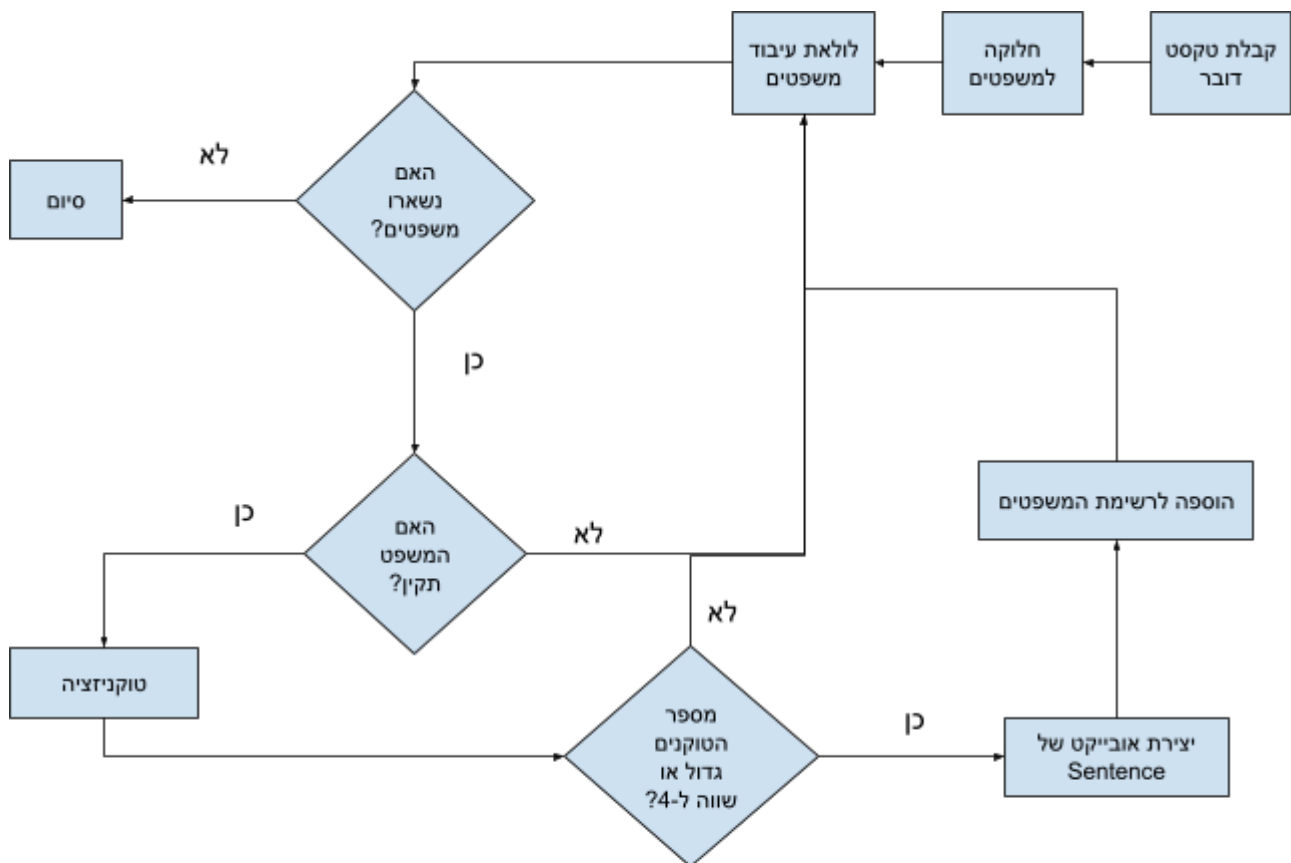 קבלת טקסט
דובר
חלוקה
למשפטים
לולאת עיבוד
משפטים
האם
נשארו
משפטים?
לא
סיום
כן
האם
המשפט
תקין?
כן
לא
טוקניזציה
מספר
הטוקנים
גדול או
שווה ל-4?
לא
כן
יצירת אובייקט של
Sentence
הוספה לרשימת המשפטים